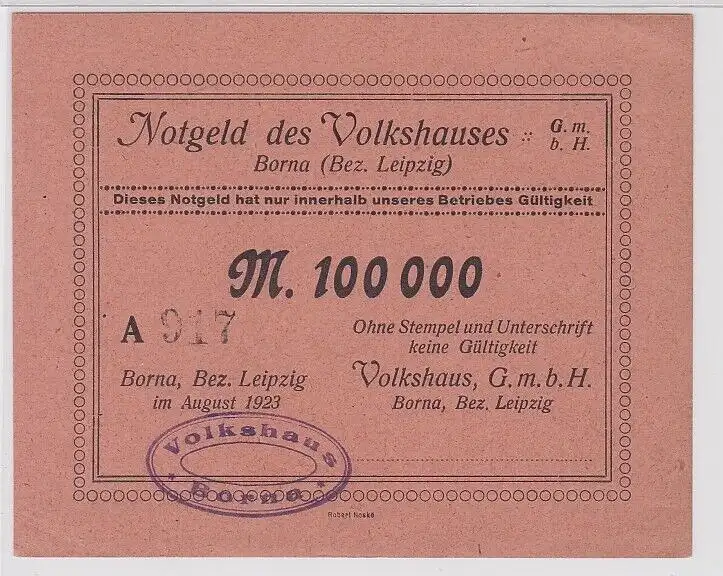 Notgeld des Volkshauses :: G. m. b. H.
Borna (Bez. Leipzig)
Dieses Notgeld hat nur innerhalb unseres Betriebes Gültigkeit
M. 100 000
A 917
Ohne Stempel und Unterschrift
keine Gültigkeit
Borna, Bez. Leipzig
im August 1923
Volkshaus, G. m. b. H.
Borna, Bez. Leipzig
Volkshaus
Borna
Robert Noske